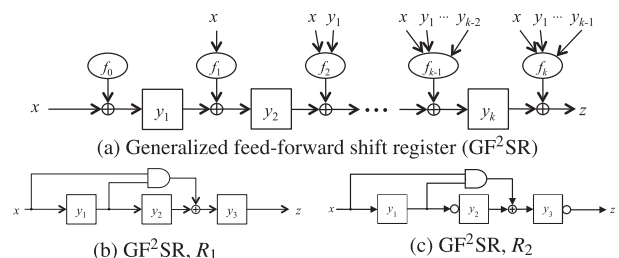 x x y₁ x y₁ ⋯ yₖ₋₂ x y₁ ⋯ yₖ₋₁
f₀ f₁ f₂ fₖ₋₁ fₖ
x ⊕ y₁ ⊕ y₂ ⊕ ⋯ ⊕ yₖ ⊕ z
(a) Generalized feed-forward shift register (GF²SR)
x y₁ y₂ ⊕ y₃ z
x y₁ y₂ ⊕ y₃ z
(b) GF²SR, R₁
(c) GF²SR, R₂